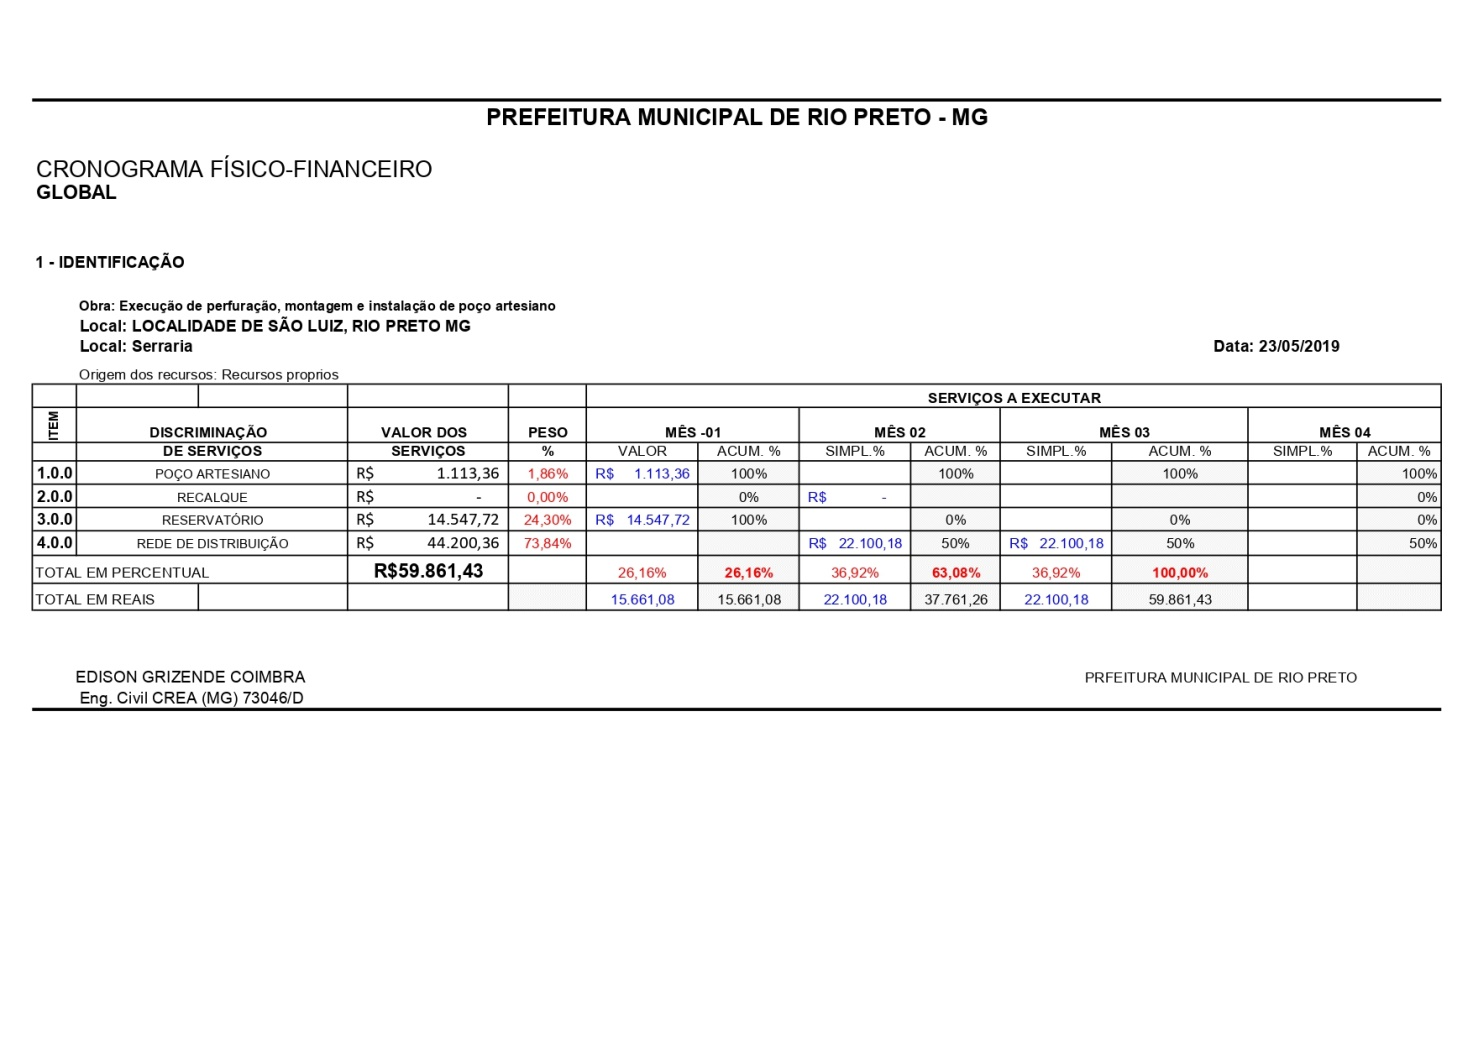 PREFEITURA MUNICIPAL DE RIO PRETO - MG
CRONOGRAMA FÍSICO-FINANCEIRO
GLOBAL
1 - IDENTIFICAÇÃO
Obra: Execução de perfuração, montagem e instalação de poço artesiano
Local: LOCALIDADE DE SÃO LUIZ, RIO PRETO MG
Local: Serraria Data: 23/05/2019
Origem dos recursos: Recursos proprios
SERVIÇOS A EXECUTAR
ITEM DISCRIMINAÇÃO VALOR DOS PESO MÊS -01 MÊS 02 MÊS 03 MÊS 04
DE SERVIÇOS SERVIÇOS % VALOR ACUM. % SIMPL.% ACUM. % SIMPL.% ACUM. % SIMPL.% ACUM. %
1.0.0 POÇO ARTESIANO R$ 1.113,36 1,86% R$ 1.113,36 100% 100% 100% 100%
2.0.0 RECALQUE R$ - 0,00% 0% R$ - 0%
3.0.0 RESERVATÓRIO R$ 14.547,72 24,30% R$ 14.547,72 100% 0% 0% 0%
4.0.0 REDE DE DISTRIBUIÇÃO R$ 44.200,36 73,84% R$ 22.100,18 50% R$ 22.100,18 50% 50%
TOTAL EM PERCENTUAL R$59.861,43 26,16% 26,16% 36,92% 63,08% 36,92% 100,00%
TOTAL EM REAIS 15.661,08 15.661,08 22.100,18 37.761,26 22.100,18 59.861,43
EDISON GRIZENDE COIMBRA PRFEITURA MUNICIPAL DE RIO PRETO
Eng. Civil CREA (MG) 73046/D